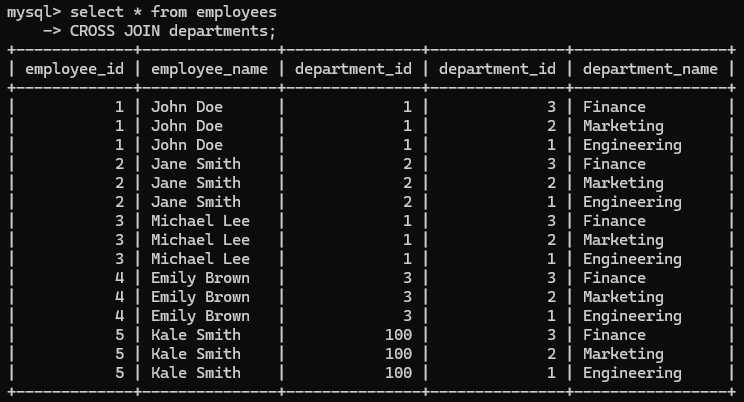 mysql> select * from employees
    -> CROSS JOIN departments;
+-------------+---------------+---------------+---------------+-----------------+
| employee_id | employee_name | department_id | department_id | department_name |
+-------------+---------------+---------------+---------------+-----------------+
|           1 | John Doe      |             1 |             3 | Finance         |
|           1 | John Doe      |             1 |             2 | Marketing       |
|           1 | John Doe      |             1 |             1 | Engineering     |
|           2 | Jane Smith    |             2 |             3 | Finance         |
|           2 | Jane Smith    |             2 |             2 | Marketing       |
|           2 | Jane Smith    |             2 |             1 | Engineering     |
|           3 | Michael Lee   |             1 |             3 | Finance         |
|           3 | Michael Lee   |             1 |             2 | Marketing       |
|           3 | Michael Lee   |             1 |             1 | Engineering     |
|           4 | Emily Brown   |             3 |             3 | Finance         |
|           4 | Emily Brown   |             3 |             2 | Marketing       |
|           4 | Emily Brown   |             3 |             1 | Engineering     |
|           5 | Kale Smith    |           100 |             3 | Finance         |
|           5 | Kale Smith    |           100 |             2 | Marketing       |
|           5 | Kale Smith    |           100 |             1 | Engineering     |
+-------------+---------------+---------------+---------------+-----------------+